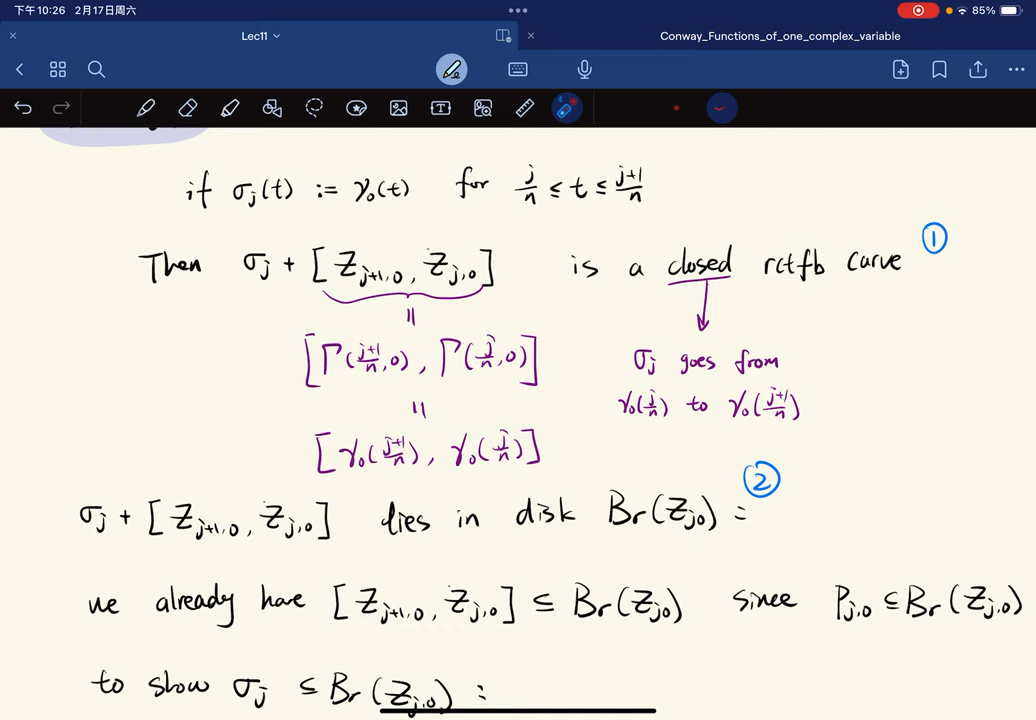 下午10:26 2月17日周六
85%
Lec11
Conway_Functions_of_one_complex_variable
if σj(t) := γ0(t) for j/n ≤ t ≤ j+1/n
Then σj + [Zj+1,0, Zj,0] is a closed rctfb curve ①
||
[Γ(j+1/n,0), Γ(j/n,0)] σj goes from
γ0(j/n) to γ0(j+1/n)
||
[γ0(j+1/n), γ0(j/n)]
σj + [Zj+1,0, Zj,0] lies in disk Br(Zj0) = ②
we already have [Zj+1,0, Zj,0] ⊆ Br(Zj0) since Pj,0 ⊆ Br(Zj,0)
to show σj ⊆ Br(Zj,0) =